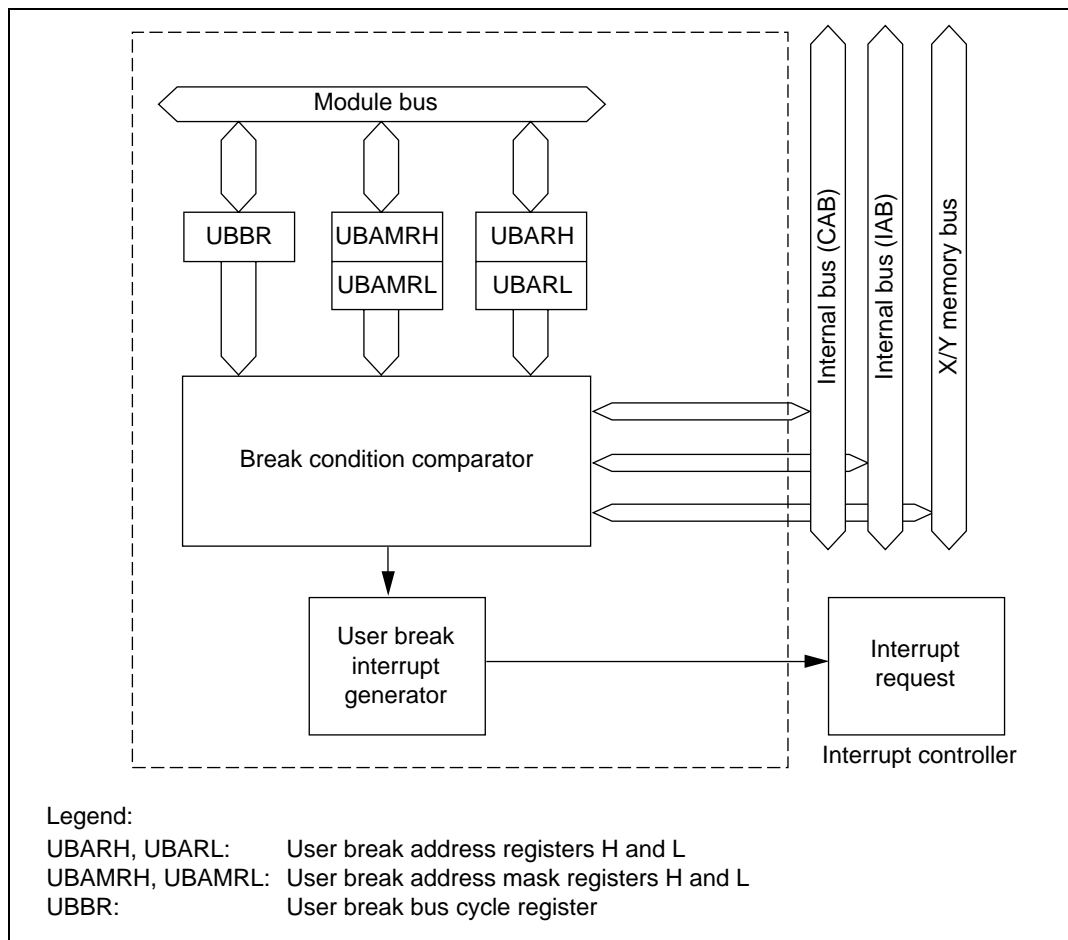 Module bus
UBBR
UBAMRH
UBARH
UBAMRL
UBARL
Internal bus (CAB)
Internal bus (IAB)
X/Y memory bus
Break condition comparator
User break
interrupt
generator
Interrupt
request
Interrupt controller
Legend:
UBARH, UBARL: User break address registers H and L
UBAMRH, UBAMRL: User break address mask registers H and L
UBBR: User break bus cycle register